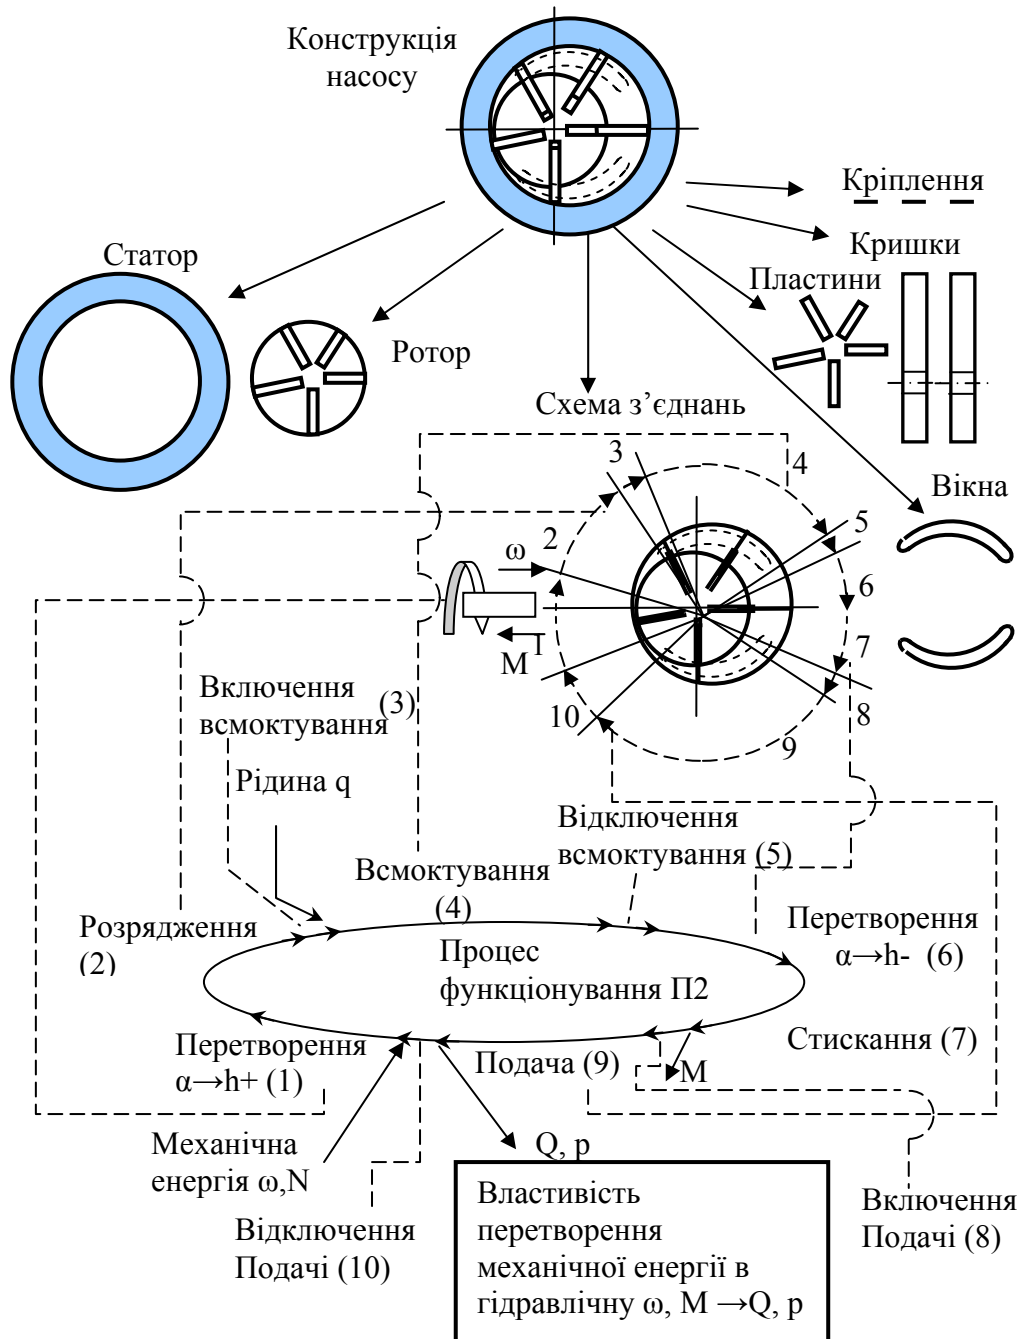 Конструкція
насосу
Кріплення
Кришки
Статор
Пластини
Ротор
Схема з’єднань
Вікна
3
4
5
2
ω
6
1
M
7
8
10
9
Включення
всмоктування (3)
Рідина q
Відключення
всмоктування (5)
Всмоктування
(4)
Розрядження
(2)
Перетворення
α→h- (6)
Процес
функціонування П2
Перетворення
α→h+ (1)
Подача (9)
M
Стискання (7)
Механічна
енергія ω,N
Q, p
Відключення
Подачі (10)
Властивість
перетворення
механічної енергії в
гідравлічну ω, M →Q, p
Включення
Подачі (8)